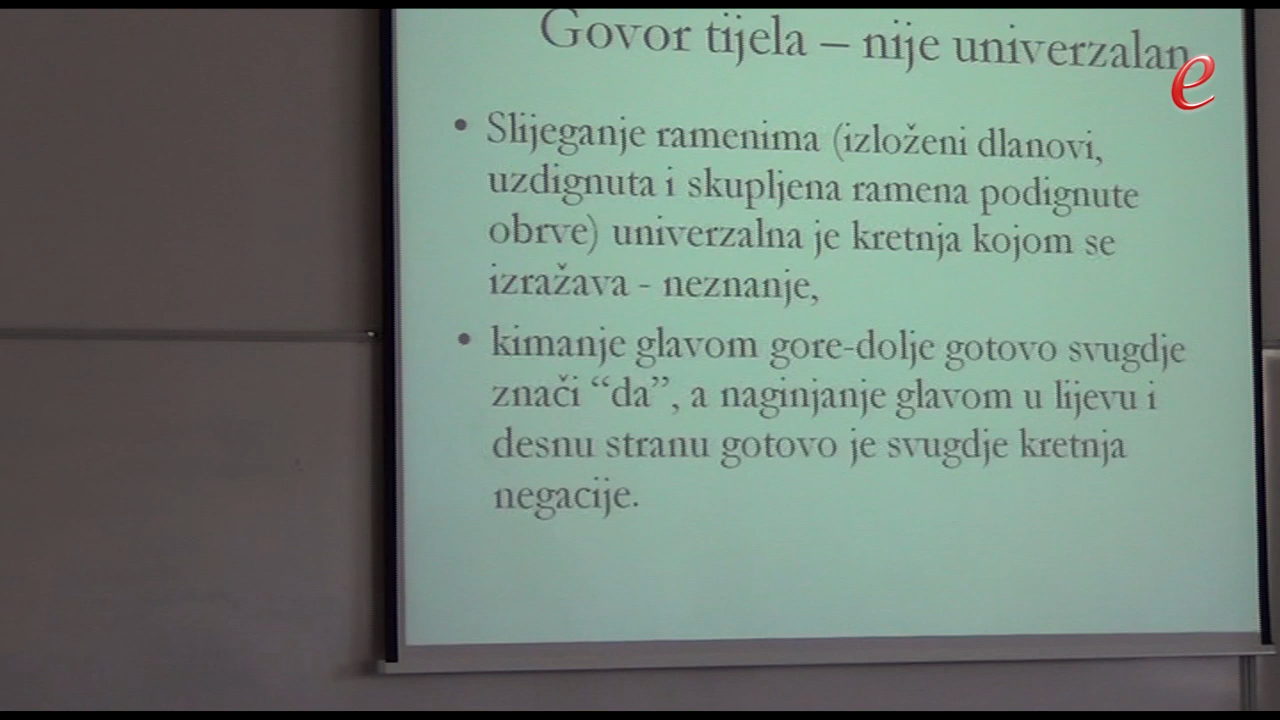 Govor tijela – nije univerzalan
e
• Slijeganje ramenima (izloženi dlanovi,
uzdignuta i skupljena ramena podignute
obrve) univerzalna je kretnja kojom se
izražava - neznanje,
• kimanje glavom gore-dolje gotovo svugdje
znači “da”, a naginjanje glavom u lijevu i
desnu stranu gotovo je svugdje kretnja
negacije.